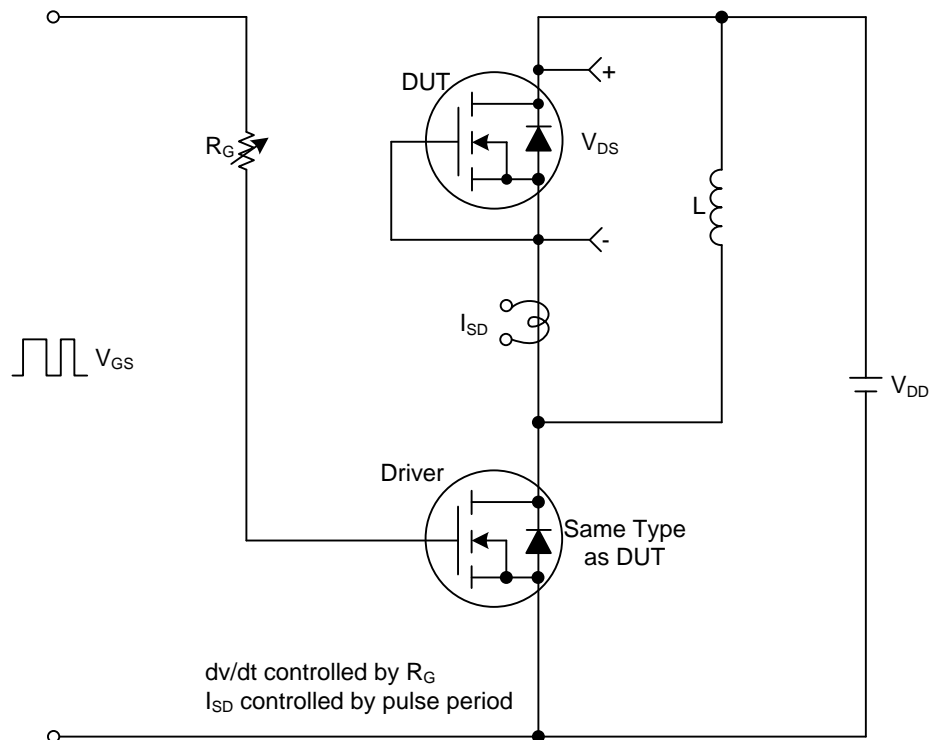 DUT
+
R_G
V_DS
L
-
I_SD
V_GS
V_DD
Driver
Same Type
as DUT
dv/dt controlled by R_G
I_SD controlled by pulse period